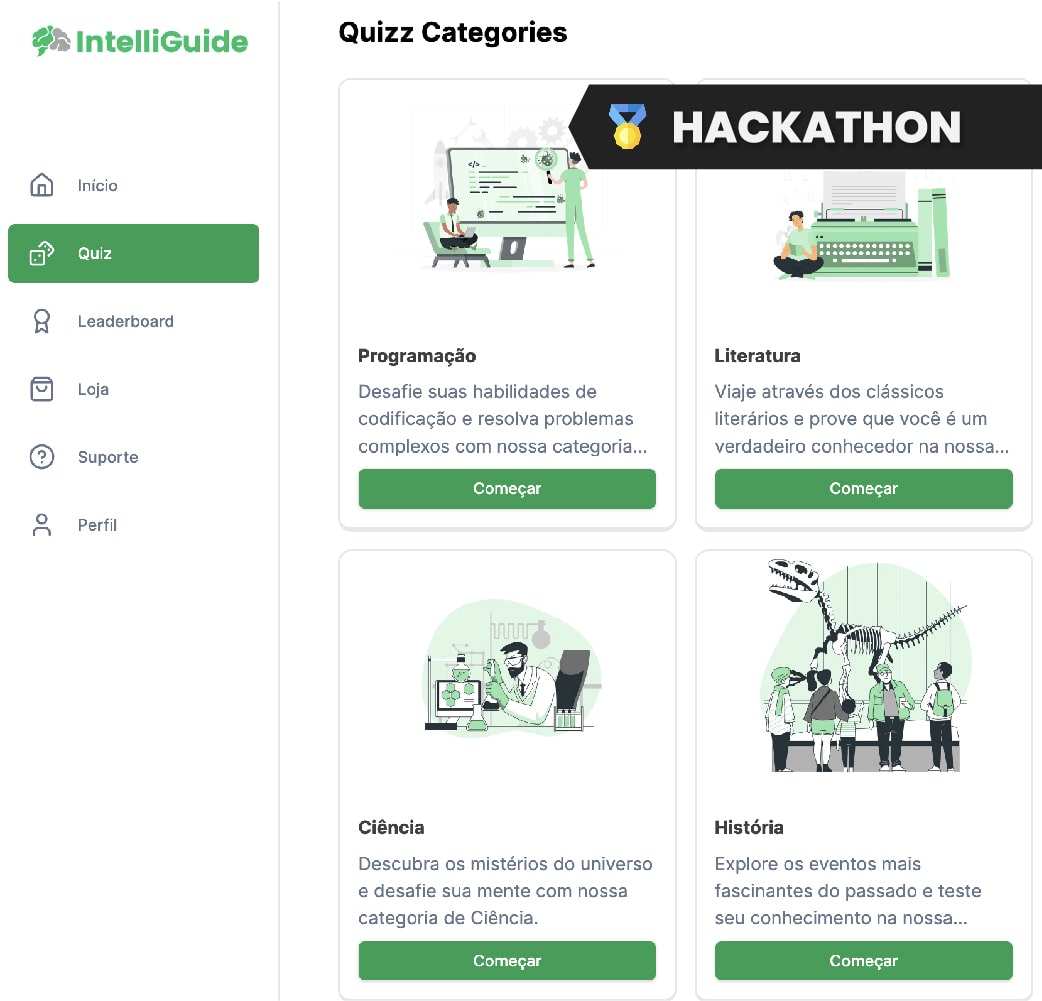 IntelliGuide
Início
Quiz
Leaderboard
Loja
Suporte
Perfil
Quizz Categories
HACKATHON
</>
Programação
Desafie suas habilidades de
codificação e resolva problemas
complexos com nossa categoria...
Começar
Literatura
Viaje através dos clássicos
literários e prove que você é um
verdadeiro conhecedor na nossa...
Começar
Ciência
Descubra os mistérios do universo
e desafie sua mente com nossa
categoria de Ciência.
Começar
História
Explore os eventos mais
fascinantes do passado e teste
seu conhecimento na nossa...
Começar